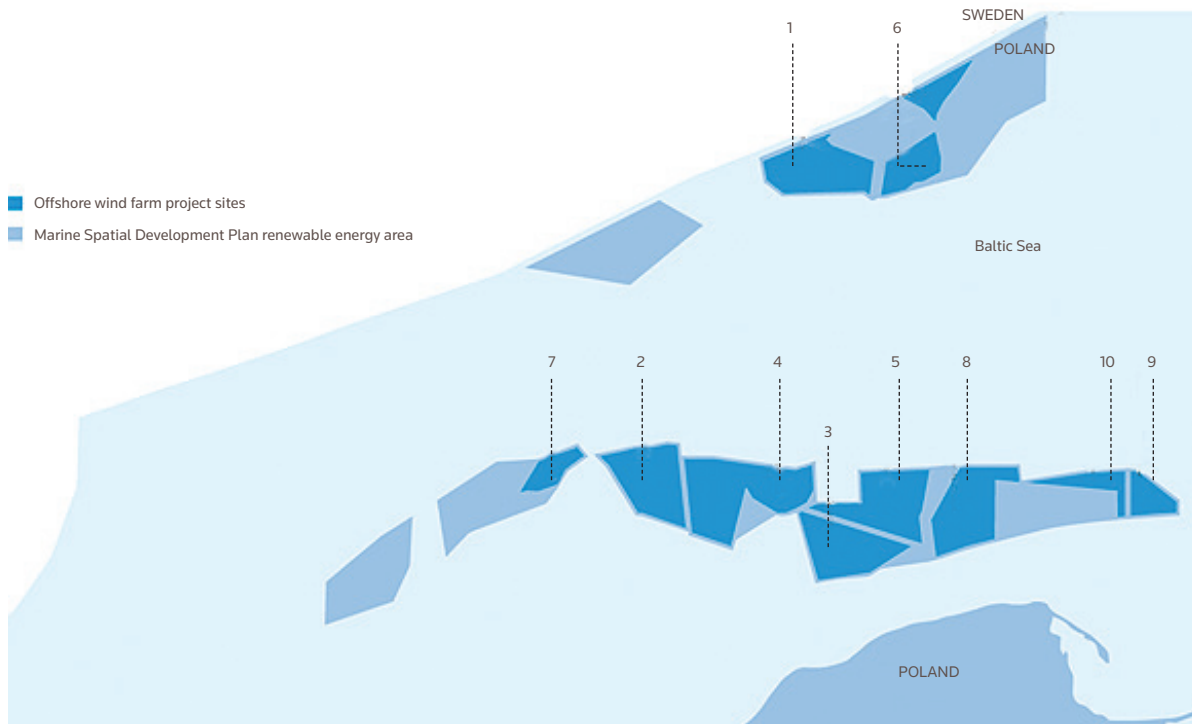 SWEDEN
1
6
POLAND
Offshore wind farm project sites
Marine Spatial Development Plan renewable energy area
Baltic Sea
7
2
4
5
8
10
9
3
POLAND